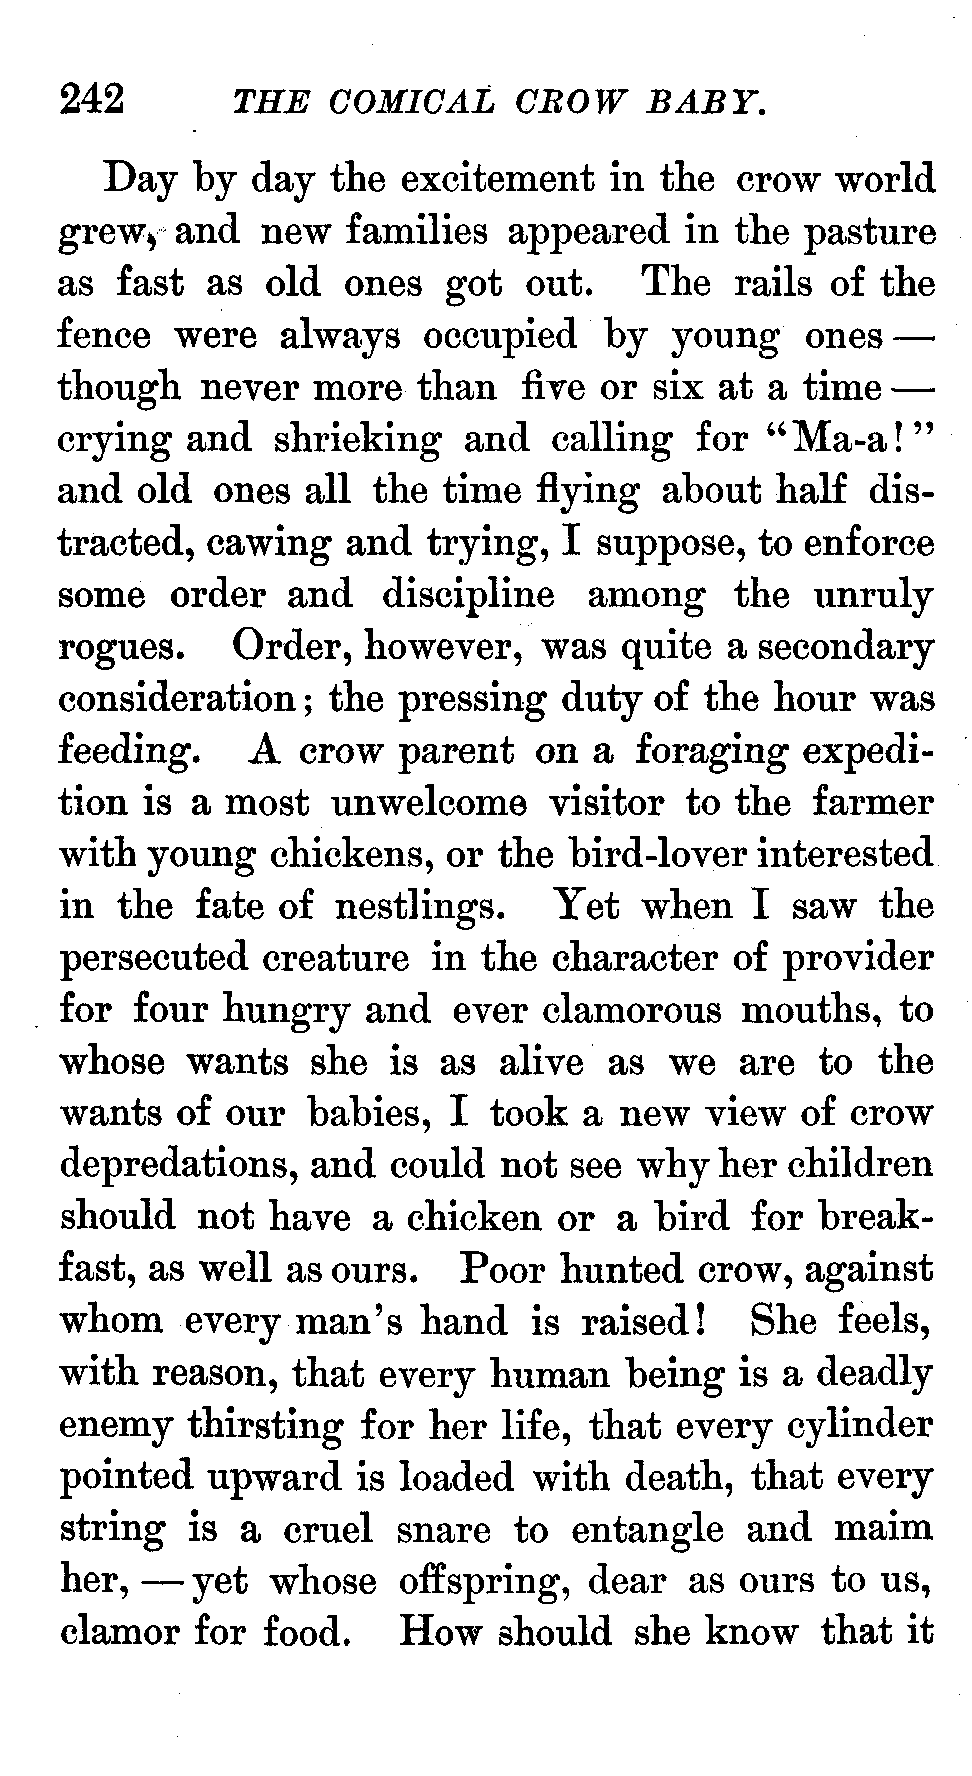 242 THE COMICAL CROW BABY.
Day by day the excitement in the crow world
grew, and new families appeared in the pasture
as fast as old ones got out. The rails of the
fence were always occupied by young ones —
though never more than five or six at a time —
crying and shrieking and calling for "Ma-a!"
and old ones all the time flying about half dis-
tracted, cawing and trying, I suppose, to enforce
some order and discipline among the unruly
rogues. Order, however, was quite a secondary
consideration; the pressing duty of the hour was
feeding. A crow parent on a foraging expedi-
tion is a most unwelcome visitor to the farmer
with young chickens, or the bird-lover interested
in the fate of nestlings. Yet when I saw the
persecuted creature in the character of provider
for four hungry and ever clamorous mouths, to
whose wants she is as alive as we are to the
wants of our babies, I took a new view of crow
depredations, and could not see why her children
should not have a chicken or a bird for break-
fast, as well as ours. Poor hunted crow, against
whom every man's hand is raised! She feels,
with reason, that every human being is a deadly
enemy thirsting for her life, that every cylinder
pointed upward is loaded with death, that every
string is a cruel snare to entangle and maim
her, — yet whose offspring, dear as ours to us,
clamor for food. How should she know that it